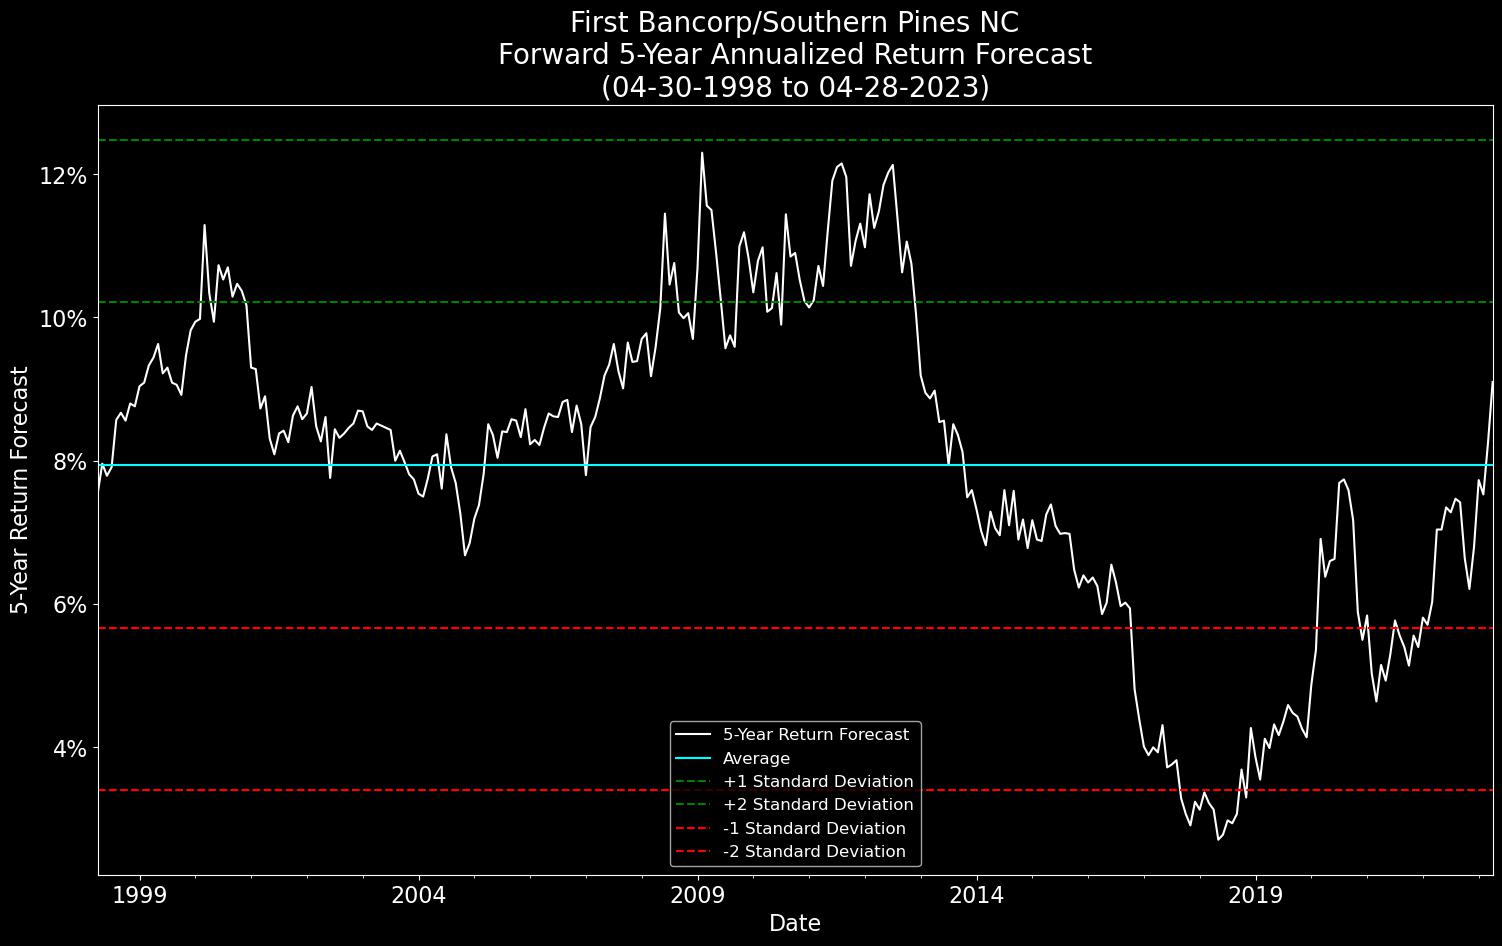 First Bancorp/Southern Pines NC
Forward 5-Year Annualized Return Forecast
(04-30-1998 to 04-28-2023)
5-Year Return Forecast
12%
10%
8%
6%
4%
5-Year Return Forecast
Average
+1 Standard Deviation
+2 Standard Deviation
-1 Standard Deviation
-2 Standard Deviation
1999
2004
2009
2014
2019
Date